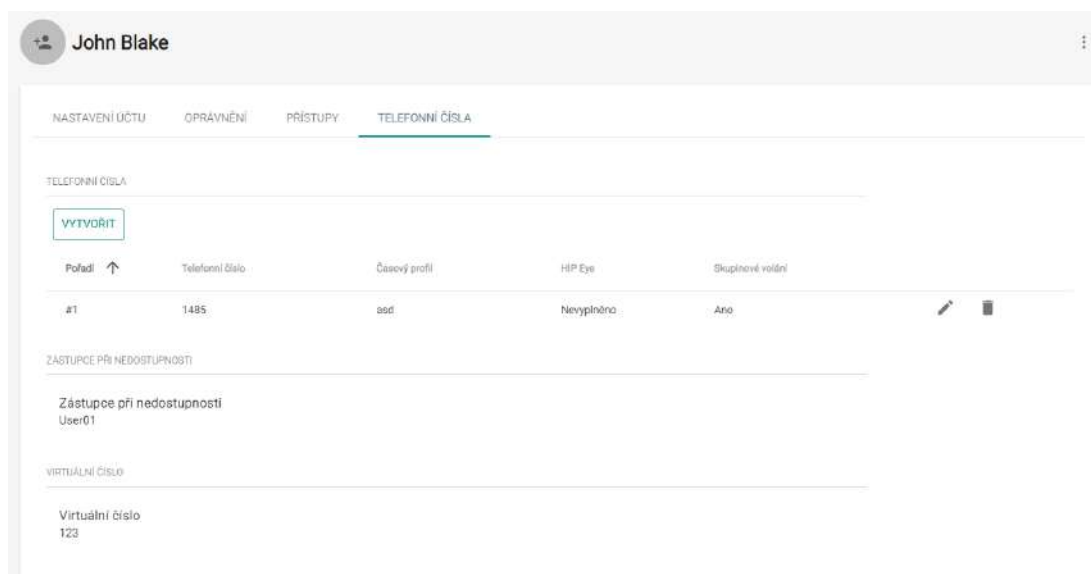 John Blake
NASTAVENÍ ÚČTU OPRÁVNĚNÍ PŘÍSTUPY TELEFONNÍ ČÍSLA
TELEFONNÍ ČÍSLA
VYTVOŘIT
Pořadí Telefonní číslo Časový profil HIP Eye Skupinové volání
#1 1485 asd Nevyplněno Ano
ZÁSTUPCE PŘI NEDOSTUPNOSTI
Zástupce při nedostupnosti
User01
VIRTUÁLNÍ ČÍSLO
Virtuální číslo
123